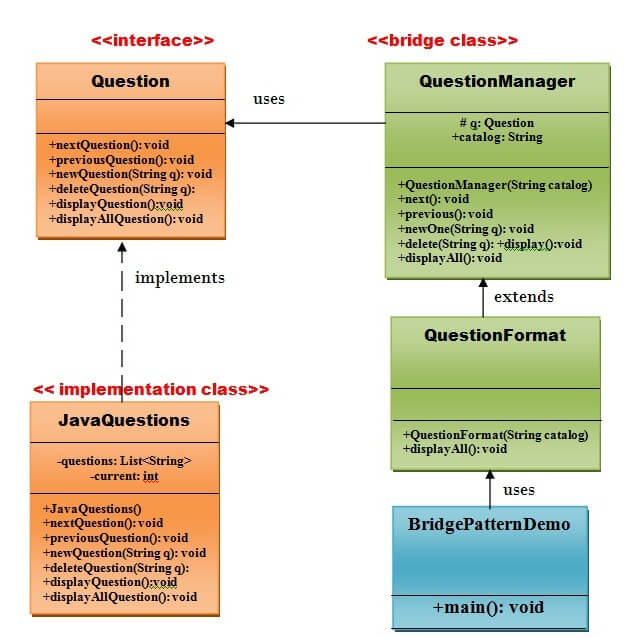 <<interface>>
Question
+nextQuestion(): void
+previousQuestion(): void
+newQuestion(String q): void
+deleteQuestion(String q):
+displayQuestion():void
+displayAllQuestion(): void
uses
<<bridge class>>
QuestionManager
# q: Question
+catalog: String
+QuestionManager(String catalog)
+next(): void
+previous(): void
+newOne(String q): void
+delete(String q): +display():void
+displayAll(): void
implements
extends
<< implementation class>>
JavaQuestions
-questions: List<String>
-current: int
+JavaQuestions()
+nextQuestion(): void
+previousQuestion(): void
+newQuestion(String q): void
+deleteQuestion(String q):
+displayQuestion():void
+displayAllQuestion(): void
QuestionFormat
+QuestionFormat(String catalog)
+displayAll(): void
uses
BridgePatternDemo
+main(): void